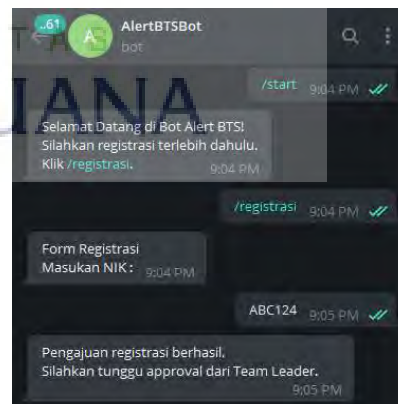 ..61
A
AlertBTSBot
bot
/start 9:04 PM
Selamat Datang di Bot Alert BTS!
Silahkan registrasi terlebih dahulu.
Klik /registrasi.
9:04 PM
/registrasi 9:04 PM
Form Registrasi
Masukan NIK : 9:04 PM
ABC124 9:05 PM
Pengajuan registrasi berhasil.
Silahkan tunggu approval dari Team Leader.
9:05 PM